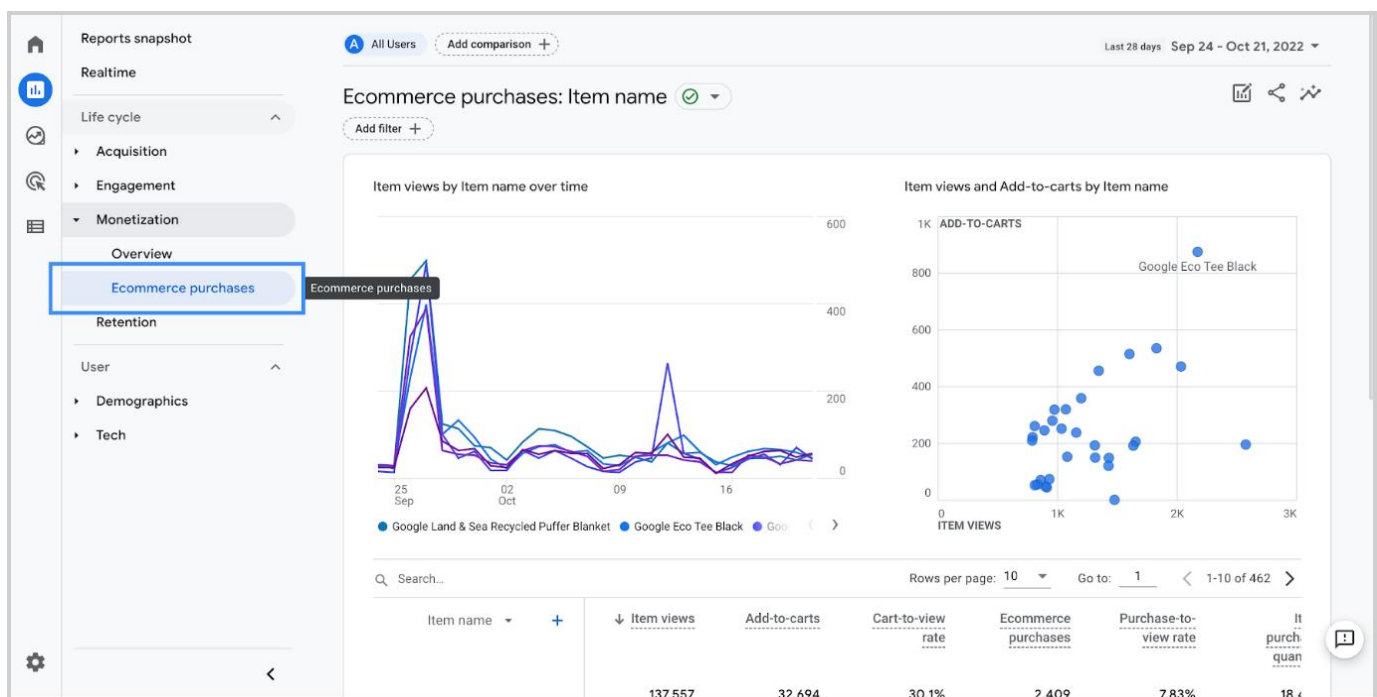 Reports snapshot
Realtime
Life cycle
Acquisition
Engagement
Monetization
Overview
Ecommerce purchases
Retention
User
Demographics
Tech
A All Users
Add comparison +
Last 28 days Sep 24 - Oct 21, 2022
Ecommerce purchases: Item name
Add filter +
Ecommerce purchases
Item views by Item name over time
600
400
200
0
25 Sep
02 Oct
09
16
Google Land & Sea Recycled Puffer Blanket
Google Eco Tee Black
Item views and Add-to-carts by Item name
ADD-TO-CARTS
1K
800
600
400
200
0
Google Eco Tee Black
0
1K
2K
3K
ITEM VIEWS
Search...
Rows per page: 10
Go to: 1
1-10 of 462
Item name +
Item views
Add-to-carts
Cart-to-view
rate
Ecommerce
purchases
Purchase-to-
view rate
137,557
32,694
30.1%
2,409
7.83%